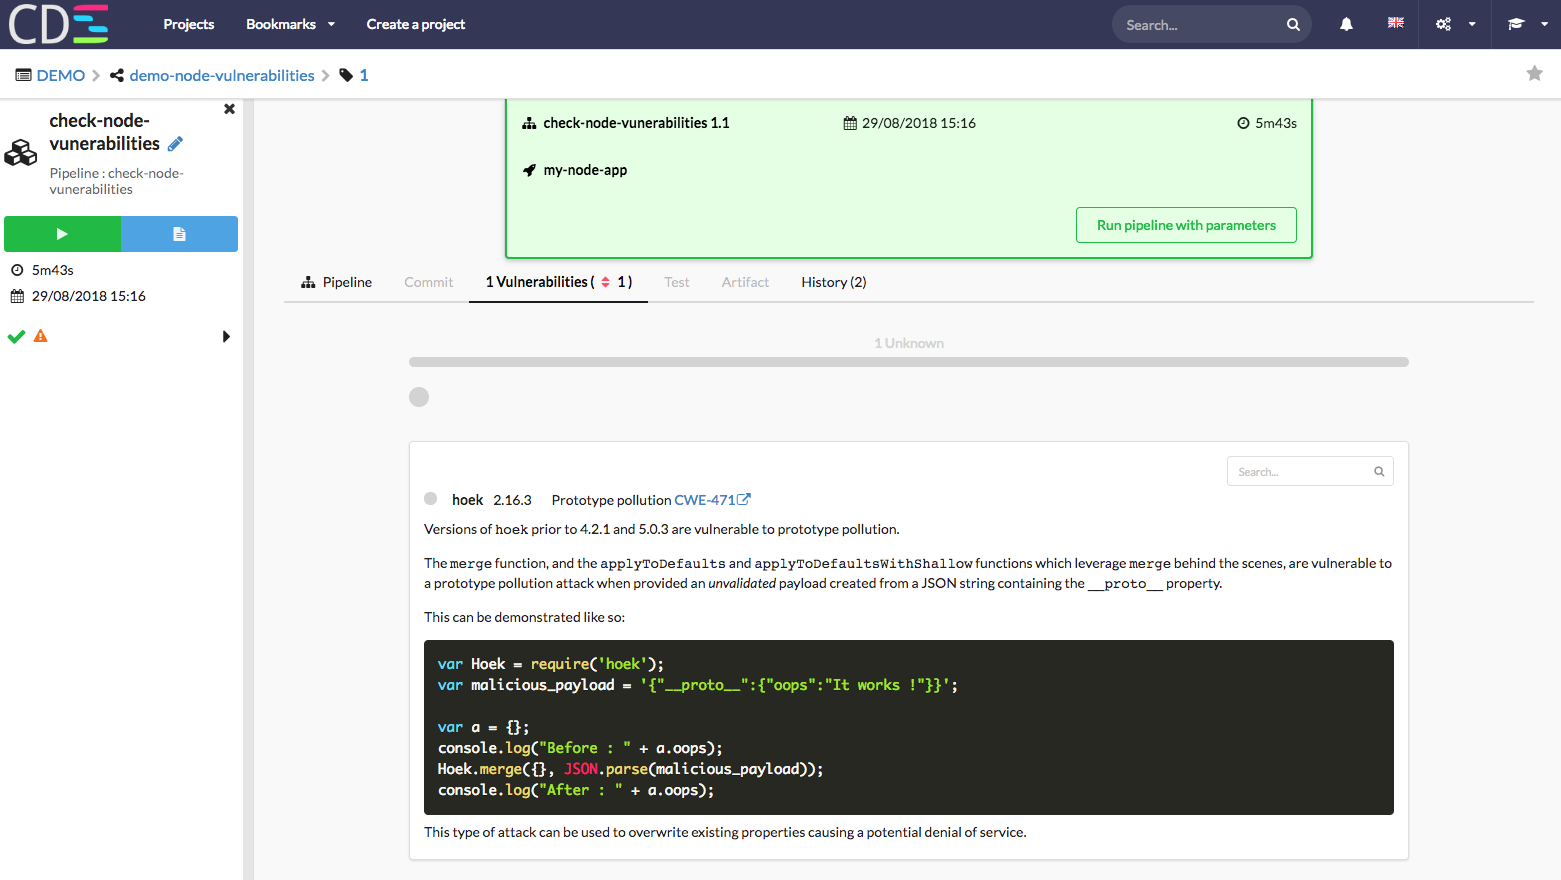 CDE Projects Bookmarks Create a project Search...
DEMO demo-node-vulnerabilities 1
check-node-
vunerabilities
Pipeline : check-node-
vunerabilities
5m43s
29/08/2018 15:16
check-node-vunerabilities 1.1 29/08/2018 15:16 5m43s
my-node-app
Run pipeline with parameters
Pipeline Commit 1 Vulnerabilities ( 1 ) Test Artifact History (2)
1 Unknown
Search...
hoek 2.16.3 Prototype pollution CWE-471
Versions of hoek prior to 4.2.1 and 5.0.3 are vulnerable to prototype pollution.
The merge function, and the applyToDefaults and applyToDefaultsWithShallow functions which leverage merge behind the scenes, are vulnerable to
a prototype pollution attack when provided an unvalidated payload created from a JSON string containing the __proto__ property.
This can be demonstrated like so:
var Hoek = require('hoek');
var malicious_payload = '{"__proto__":{"oops":"It works !"}}';
var a = {};
console.log("Before : " + a.oops);
Hoek.merge({}, JSON.parse(malicious_payload));
console.log("After : " + a.oops);
This type of attack can be used to overwrite existing properties causing a potential denial of service.